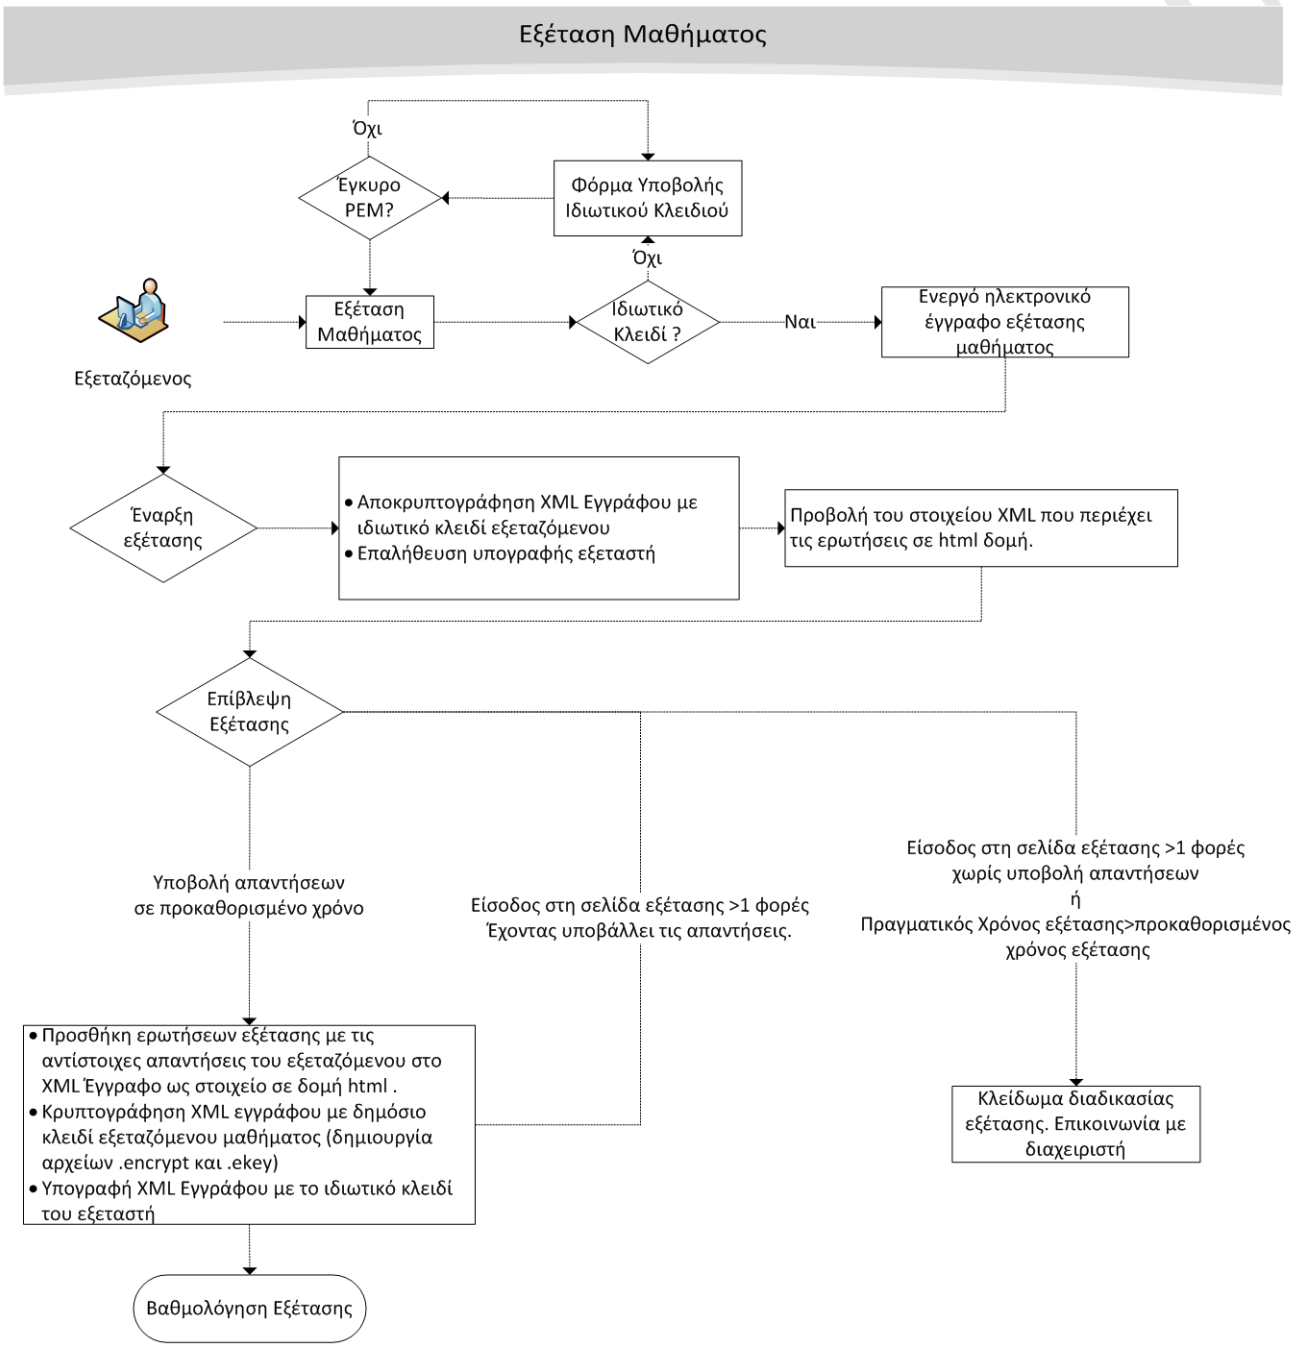 Εξέταση Μαθήματος
Όχι
Έγκυρο
PEM?
Φόρμα Υποβολής
Ιδιωτικού Κλειδιού
Όχι
Εξεταζόμενος
Εξέταση
Μαθήματος
Ιδιωτικό
Κλειδί ?
Ναι
Ενεργό ηλεκτρονικό
έγγραφο εξέτασης
μαθήματος
Έναρξη
εξέτασης
• Αποκρυπτογράφηση XML Εγγράφου με
ιδιωτικό κλειδί εξεταζόμενου
• Επαλήθευση υπογραφής εξεταστή
Προβολή του στοιχείου XML που περιέχει
τις ερωτήσεις σε html δομή.
Επίβλεψη
Εξέτασης
Υποβολή απαντήσεων
σε προκαθορισμένο χρόνο
Είσοδος στη σελίδα εξέτασης >1 φορές
Έχοντας υποβάλλει τις απαντήσεις.
Είσοδος στη σελίδα εξέτασης >1 φορές
χωρίς υποβολή απαντήσεων
ή
Πραγματικός Χρόνος εξέτασης>προκαθορισμένος
χρόνος εξέτασης
• Προσθήκη ερωτήσεων εξέτασης με τις
αντίστοιχες απαντήσεις του εξεταζόμενου στο
XML Έγγραφο ως στοιχείο σε δομή html .
• Κρυπτογράφηση XML εγγράφου με δημόσιο
κλειδί εξεταζόμενου μαθήματος (δημιουργία
αρχείων .encrypt και .ekey)
• Υπογραφή XML Εγγράφου με το ιδιωτικό κλειδί
του εξεταστή
Κλείδωμα διαδικασίας
εξέτασης. Επικοινωνία με
διαχειριστή
Βαθμολόγηση Εξέτασης